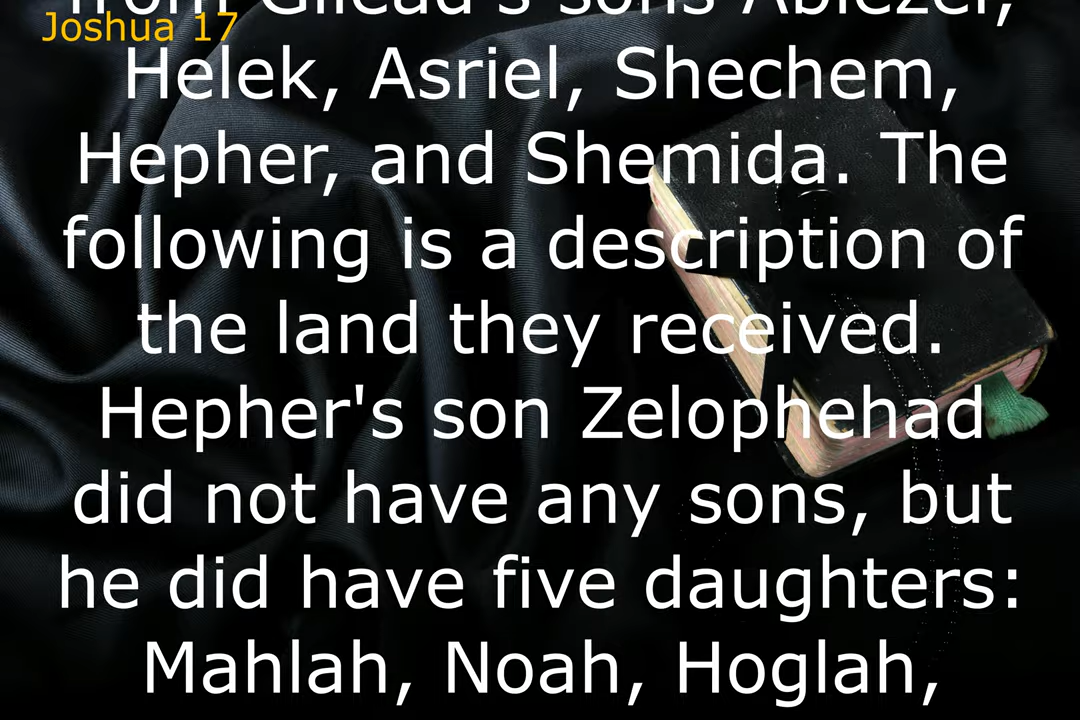 Joshua 17
from Gilead's sons Abiezer,
Helek, Asriel, Shechem,
Hepher, and Shemida. The
following is a description of
the land they received.
Hepher's son Zelophehad
did not have any sons, but
he did have five daughters:
Mahlah, Noah, Hoglah,